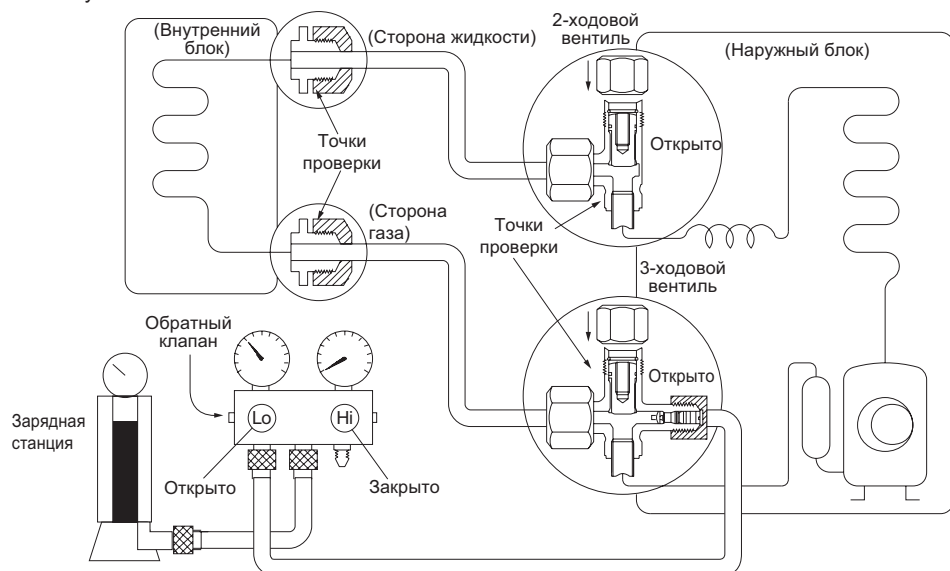 (Внутренний
блок)
(Сторона жидкости)
2-ходовой
вентиль
(Наружный блок)
Открыто
Точки
проверки
(Сторона
газа)
Точки
проверки
3-ходовой
вентиль
Обратный
клапан
Открыто
Зарядная
станция
Lo
Hi
Открыто
Закрыто